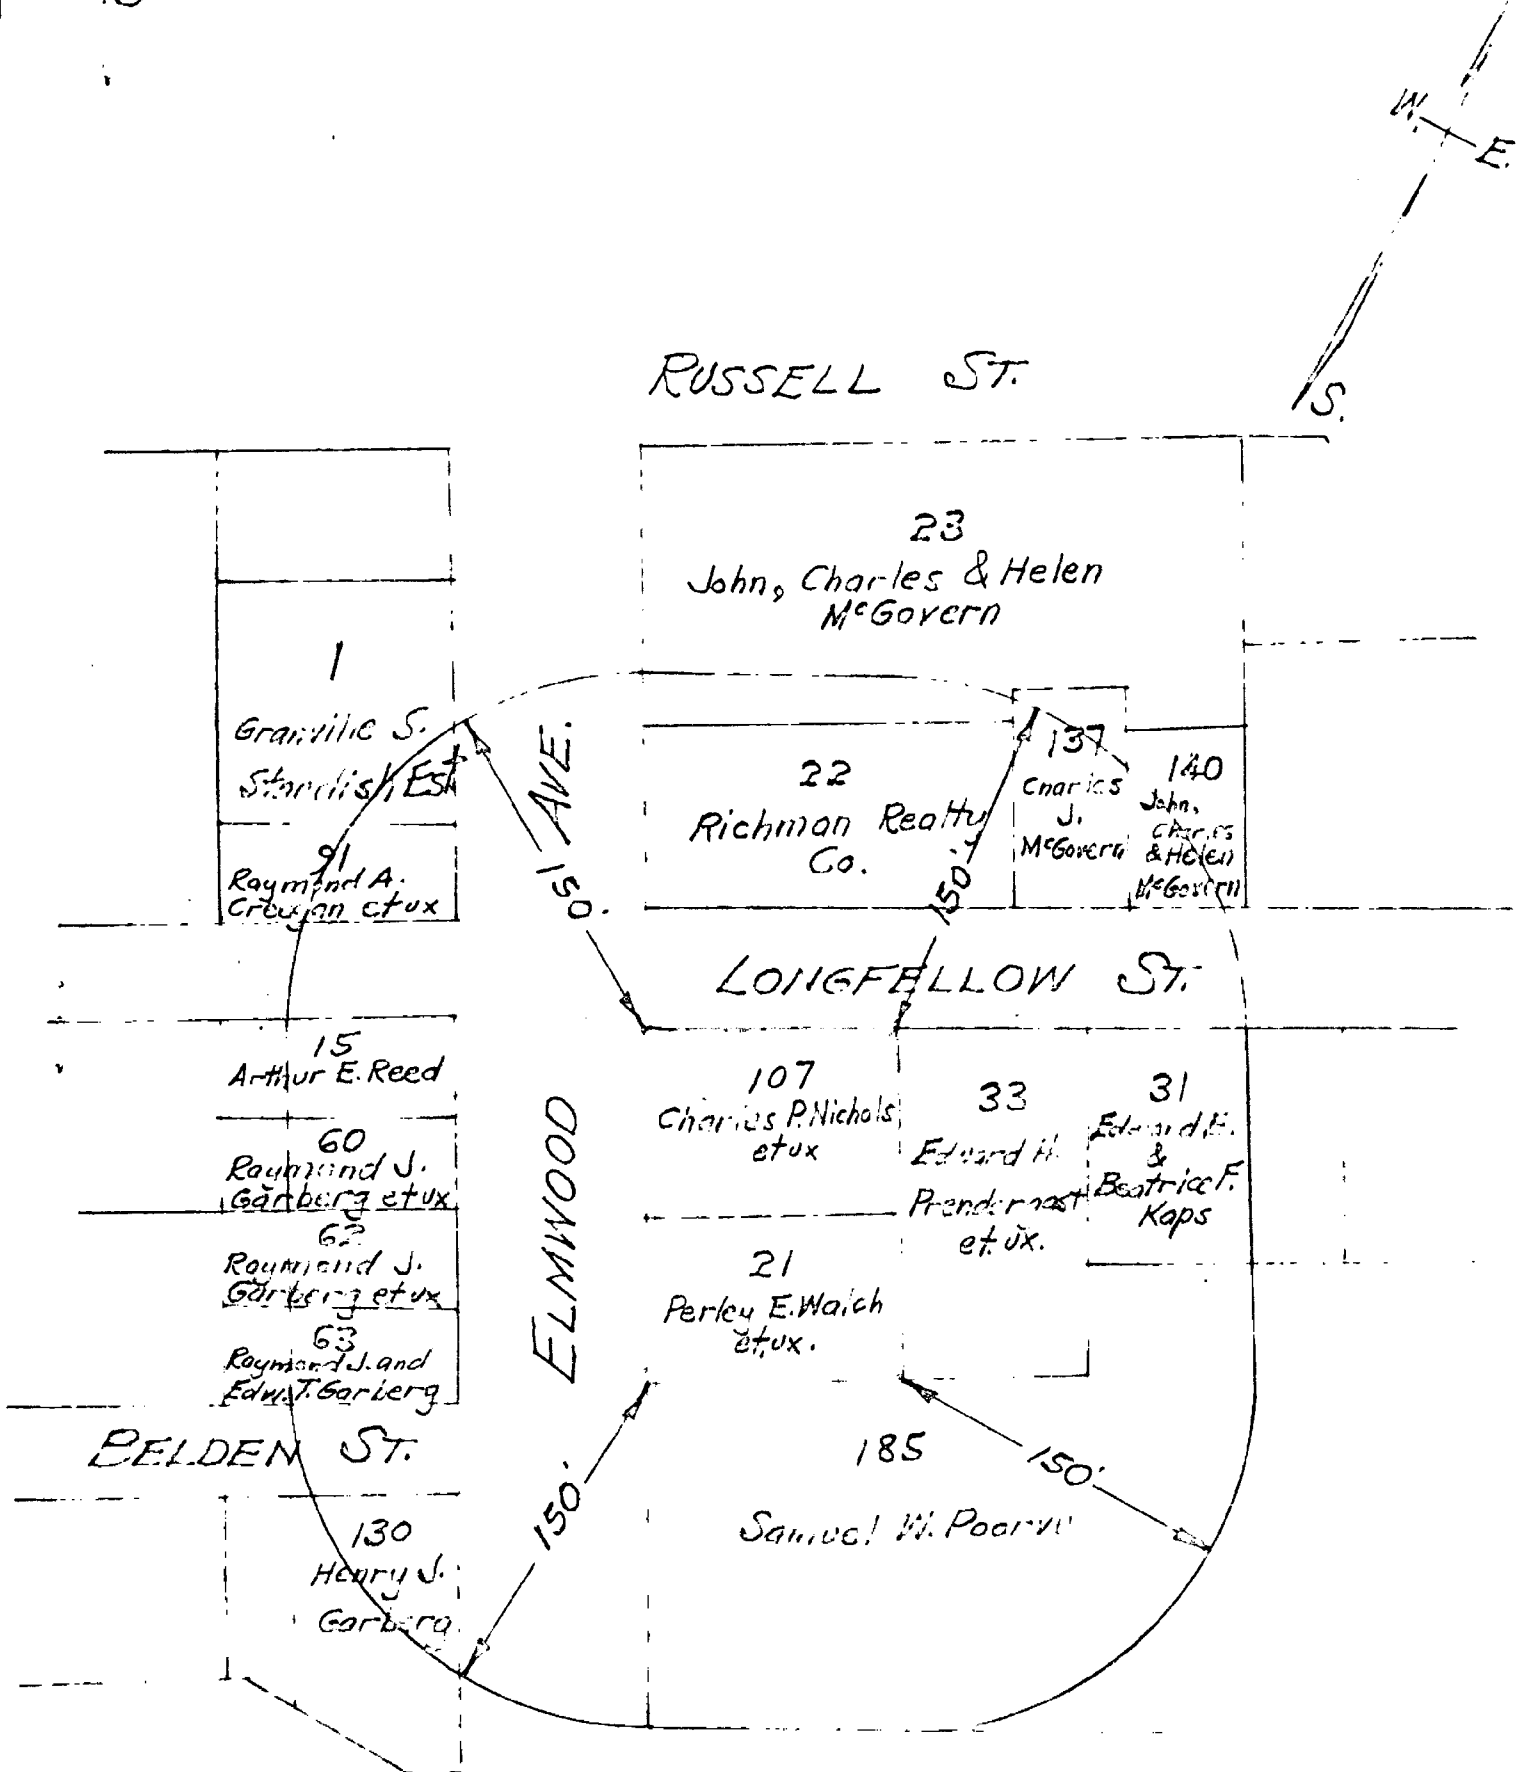 W.
E.
S.
RUSSELL ST.
23
John, Charles & Helen
McGovern
1
Granville S.
Standish Est
91
Raymond A.
et ux
ELMWOOD AVE.
150'
22
Richman Realty
Co.
150'
137
Charles
J.
McGovern
140
John,
Charles
& Helen
McGovern
LONGFELLOW ST.
15
Arthur E. Reed
60
Raymond J.
Garberg et ux
62
Raymond J.
Garberg et ux
63
Raymond J. and
Edw. T. Garberg
107
Charles P. Nichols
et ux
33
Edward H.
Prendergast
et ux.
31
Edward
&
Beatrice F.
Kaps
21
Perley E. Walch
et ux.
BELDEN ST.
130
Henry J.
Garberg
150'
185
Samuel W. Poorvu
150'